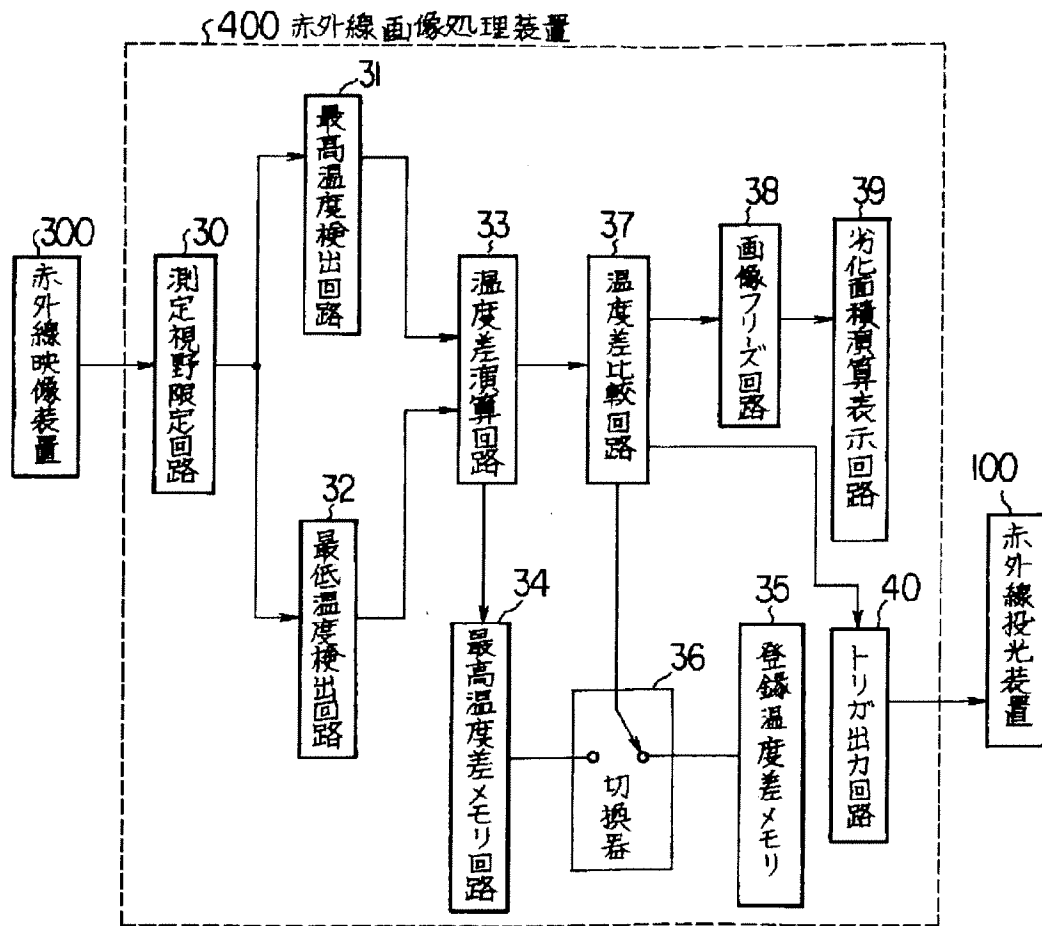 400 赤外線画像処理装置
31
最高温度検出回路
300
赤外線映像装置
30
測定視野限定回路
33
温度差演算回路
37
温度差比較回路
38
画像フリーズ回路
39
劣化面積演算表示回路
32
最低温度検出回路
34
最高温度差メモリ回路
36
切換器
35
登録温度差メモリ
40
トリガ出力回路
100
赤外線投光装置